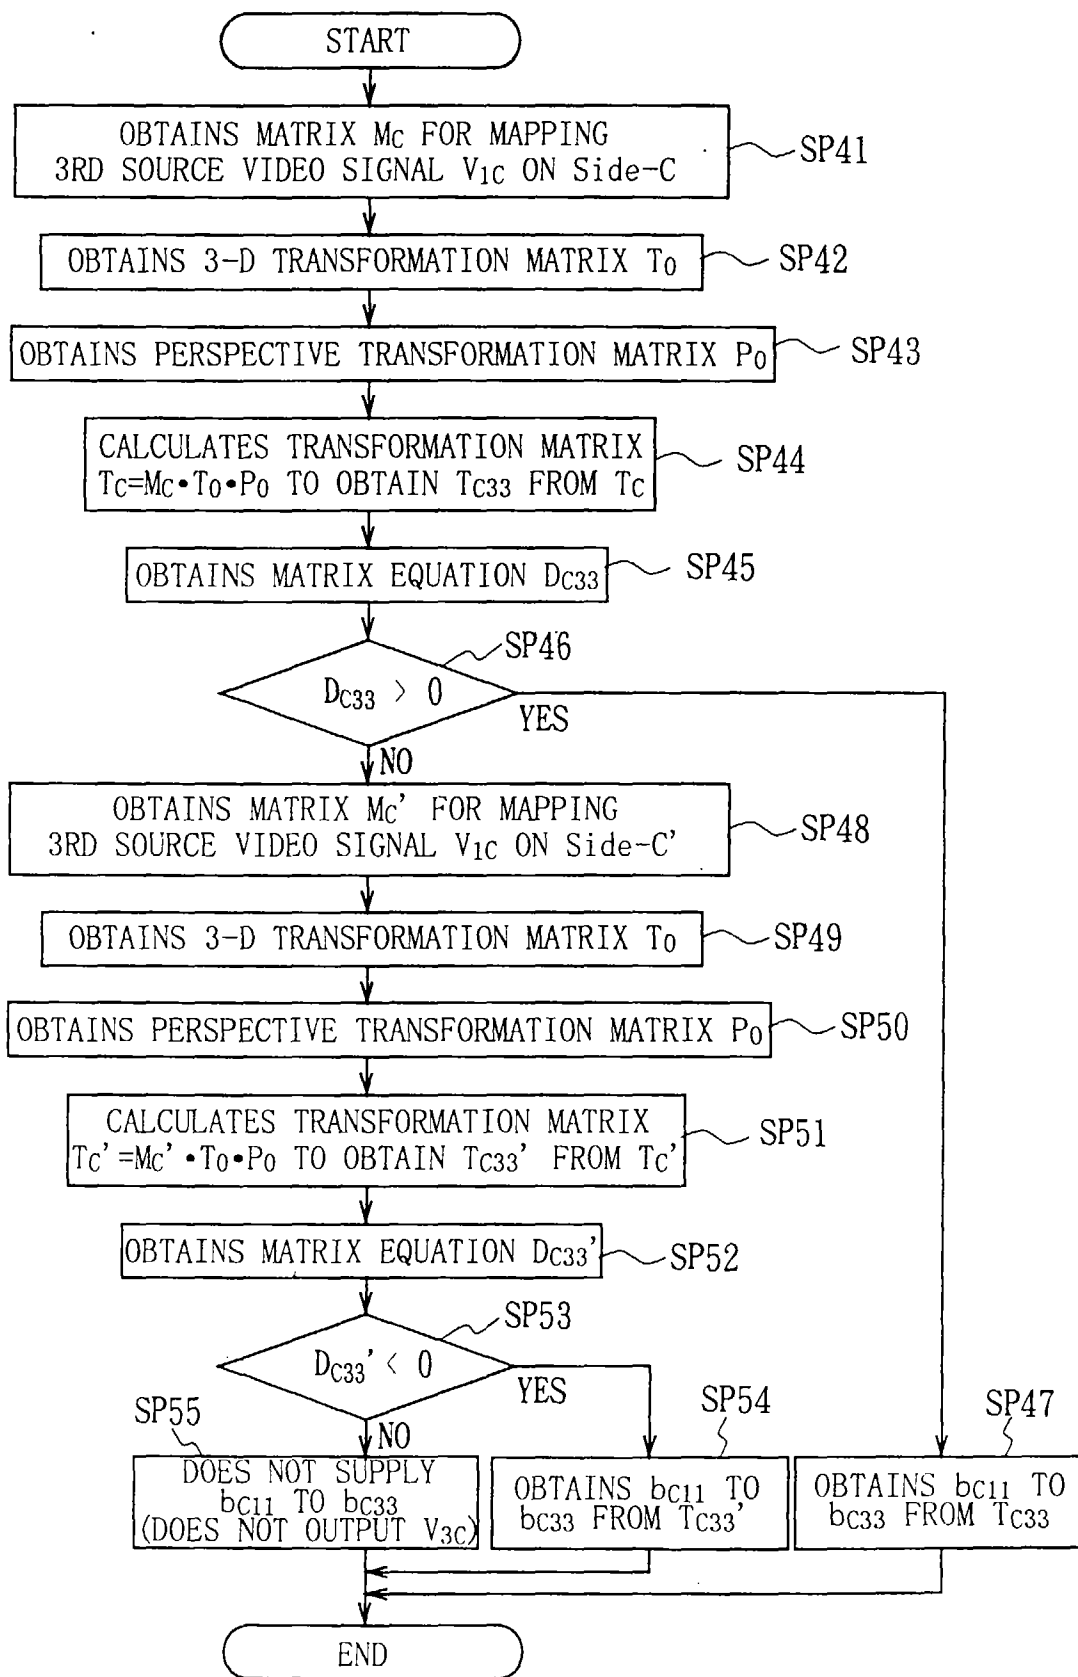 START
OBTAINS MATRIX MC FOR MAPPING
3RD SOURCE VIDEO SIGNAL V1C ON Side-C
SP41
OBTAINS 3-D TRANSFORMATION MATRIX T0
SP42
OBTAINS PERSPECTIVE TRANSFORMATION MATRIX P0
SP43
CALCULATES TRANSFORMATION MATRIX
TC=MC•T0•P0 TO OBTAIN TC33 FROM TC
SP44
OBTAINS MATRIX EQUATION DC33
SP45
SP46
DC33 > 0
YES
NO
OBTAINS MATRIX MC' FOR MAPPING
3RD SOURCE VIDEO SIGNAL V1C ON Side-C'
SP48
OBTAINS 3-D TRANSFORMATION MATRIX T0
SP49
OBTAINS PERSPECTIVE TRANSFORMATION MATRIX P0
SP50
CALCULATES TRANSFORMATION MATRIX
TC'=MC'•T0•P0 TO OBTAIN TC33' FROM TC'
SP51
OBTAINS MATRIX EQUATION DC33'
SP52
SP53
DC33' < 0
YES
NO
SP55
DOES NOT SUPPLY
bC11 TO bC33
(DOES NOT OUTPUT V3C)
SP54
OBTAINS bC11 TO
bC33 FROM TC33'
SP47
OBTAINS bC11 TO
bC33 FROM TC33
END